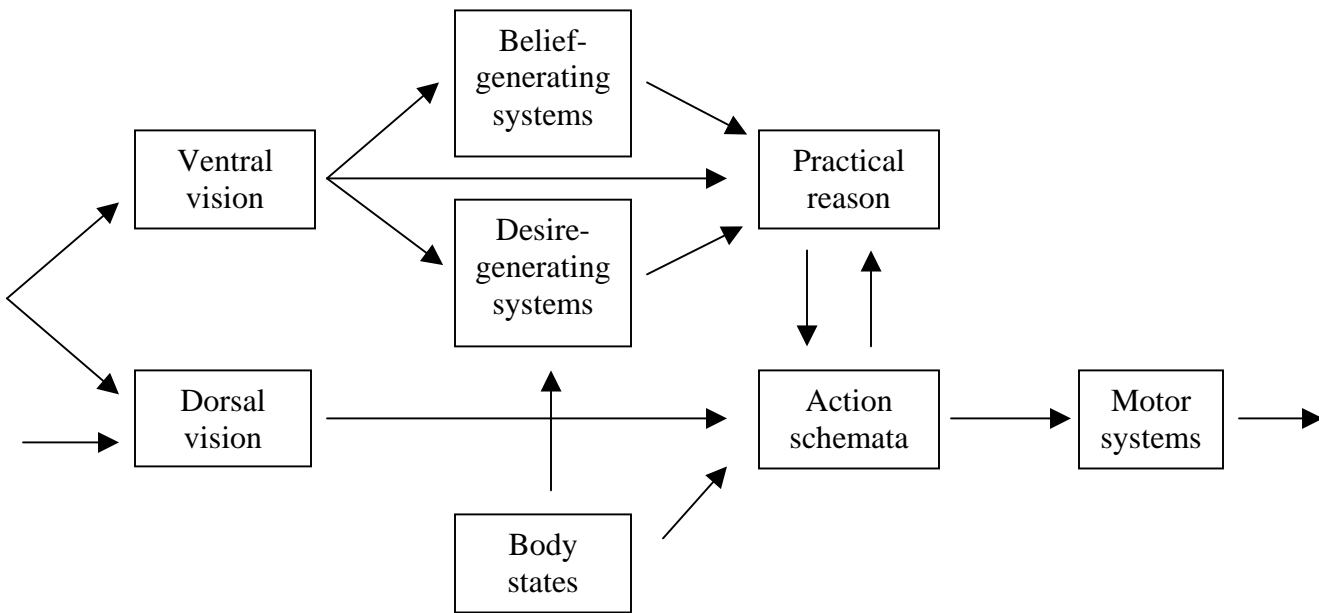 Belief-
generating
systems
Ventral
vision
Practical
reason
Desire-
generating
systems
Dorsal
vision
Action
schemata
Motor
systems
Body
states